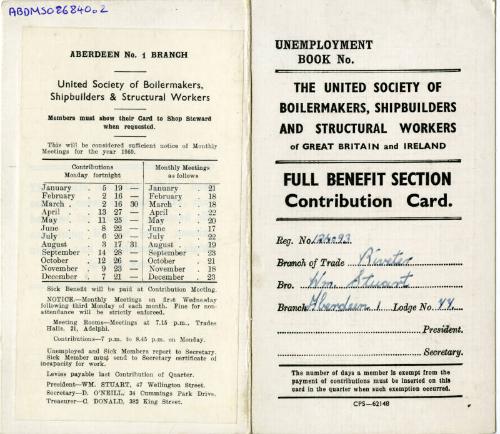 ABDMS086840.2
ABERDEEN No. 1 BRANCH
United Society of Boilermakers,
Shipbuilders & Structural Workers
Members must show their Card to Shop Steward
when requested.
This will be considered sufficient notice of Monthly
Meetings for the year 1969.
Contributions Monthly Meetings
Monday fortnight as follows
January . 5 19 — January . 21
February . 2 16 — February . 18
March . 2 16 30 March . . 18
April . 13 27 — April . . 22
May . . 11 25 — May . . 20
June . . 8 22 — June . . 17
July . . 6 20 — July . . 22
August . 3 17 31 August . . 19
September . 14 28 — September . 23
October . 12 26 — October . 21
November . 9 23 — November . 18
December . 7 21 — December . 23
Sick Benefit will be paid at Contribution Meeting.
NOTICE.—Monthly Meetings on first Wednesday
following third Monday of each month. Fine for non-
attendance will be strictly enforced.
Meeting Rooms—Meetings at 7.15 p.m., Trades
Halls, 21, Adelphi.
Contributions—7 p.m. to 8.45 p.m. on Monday.
Unemployed and Sick Members report to Secretary.
Sick Member must send to Secretary certificate of
incapacity for work.
Levies payable last Contribution of Quarter.
President—WM. STUART, 47 Wellington Street.
Secretary—D. O'NEILL, 34 Cummings Park Drive.
Treasurer—C. DONALD, 382 King Street.
UNEMPLOYMENT
BOOK No.
THE UNITED SOCIETY OF
BOILERMAKERS, SHIPBUILDERS
AND STRUCTURAL WORKERS
of GREAT BRITAIN and IRELAND
FULL BENEFIT SECTION
Contribution Card.
Reg. No.
Branch of Trade Riveter
Bro. Wm. Stuart
Branch Aberdeen 1 Lodge No. 44
President.
Secretary.
The number of days a member is exempt from the
payment of contributions must be inserted on this
card in the quarter when such exemption occurred.
CPS—62148